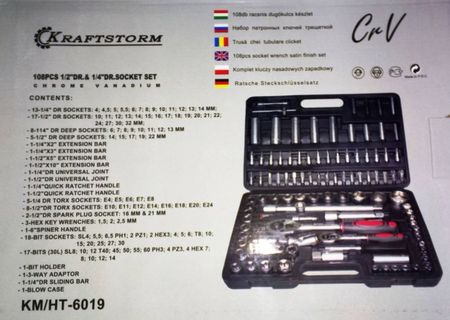 KRAFTSTORM
108PCS 1/2"DR.& 1/4"DR.SOCKET SET
CHROME VANADIUM
CONTENTS:
-13-1/4" DR SOCKETS: 4; 4,5; 5; 5,5; 6; 7; 8; 9; 10; 11; 12; 13; 14 MM;
-17-1/2" DR SOCKETS: 10; 11; 12; 13; 14; 15; 16; 17; 18; 19; 20; 21; 22;
24; 27; 30; 32 MM;
- 8-114" DR DEEP SOCKETS: 6; 7; 8; 9; 10; 11; 12; 13 MM
- 5-1/2" DR DEEP SOCKETS: 14; 15; 17; 19; 22 MM
- 1-1/4"X2" EXTENSION BAR
- 1-1/4"X3" EXTENSION BAR
- 1-1/2"X5" EXTENSION BAR
- 1-1/2"X10" EXTENSION BAR
- 1-1/4"DR UNIVERSAL JOINT
- 1-1/2"DR UNIVERSAL JOINT
- 1-1/4"QUICK RATCHET HANDLE
- 1-1/2"QUICK RATCHET HANDLE
- 5-1/4 DR TORX SOCKETS: E4; E5; E6; E7; E8
- 8-1/2"DR TORX SOCKETS: E10; E11; E12; E14; E16; E18; E20; E24
- 2-1/2"DR SPARK PLUG SOCKET: 16 MM & 21 MM
- 3-HEX KEY WRENCHES: 1,5; 2; 2,5 MM
- 1-6"SPINER HANDLE
- 18-BIT SOCKETS: SL4; 5,5; 6.5 PH1; 2 PZ1; 2 HEX3; 4; 5; 6; T8; 10;
15; 20; 25; 27; 30
- 17-BITS (30L) SL8; 10; 12 T40; 45; 50; 55; 60 PH3; 4 PZ3, 4 HEX 7;
8; 10; 12; 14
- 1-BIT HOLDER
- 1-3-WAY ADAPTOR
- 1-1/4"DR SLIDING BAR
- 1-BLOW CASE
KM/HT-6019
108db racsnis dugókulcs készlet
Набор патронных ключей трещеткой
Trusă chei tubulare clicket
108pcs socket wrench satin finish set
Komplet kluczy nasadowych zapadkowy
Ratsche Steckschlüsselsatz
CrV